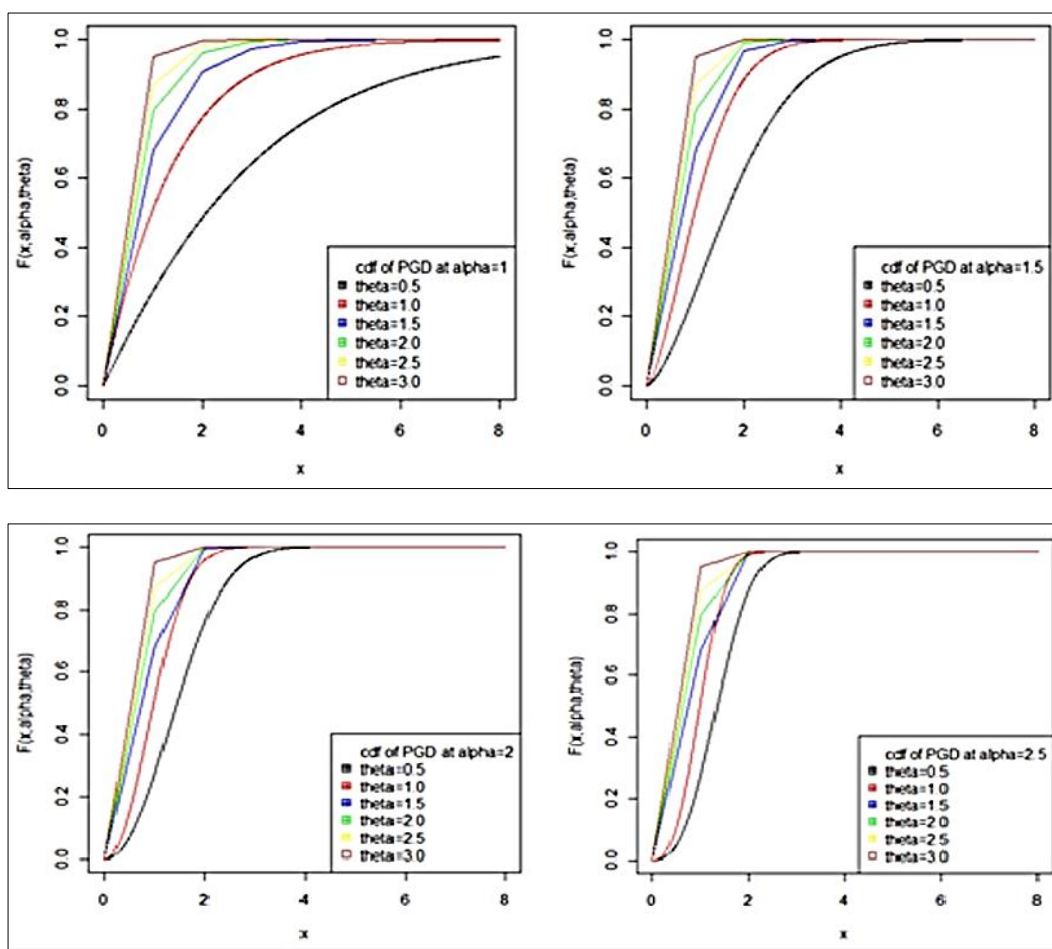 F(x,alpha,theta)
1.0
0.8
0.6
0.4
0.2
0.0
cdf of PGD at alpha=1
theta=0.5
theta=1.0
theta=1.5
theta=2.0
theta=2.5
theta=3.0
0 2 4 6 8
x
F(x,alpha,theta)
1.0
0.8
0.6
0.4
0.2
0.0
cdf of PGD at alpha=1.5
theta=0.5
theta=1.0
theta=1.5
theta=2.0
theta=2.5
theta=3.0
0 2 4 6 8
x
F(x,alpha,theta)
1.0
0.8
0.6
0.4
0.2
0.0
cdf of PGD at alpha=2
theta=0.5
theta=1.0
theta=1.5
theta=2.0
theta=2.5
theta=3.0
0 2 4 6 8
x
F(x,alpha,theta)
1.0
0.8
0.6
0.4
0.2
0.0
cdf of PGD at alpha=2.5
theta=0.5
theta=1.0
theta=1.5
theta=2.0
theta=2.5
theta=3.0
0 2 4 6 8
x